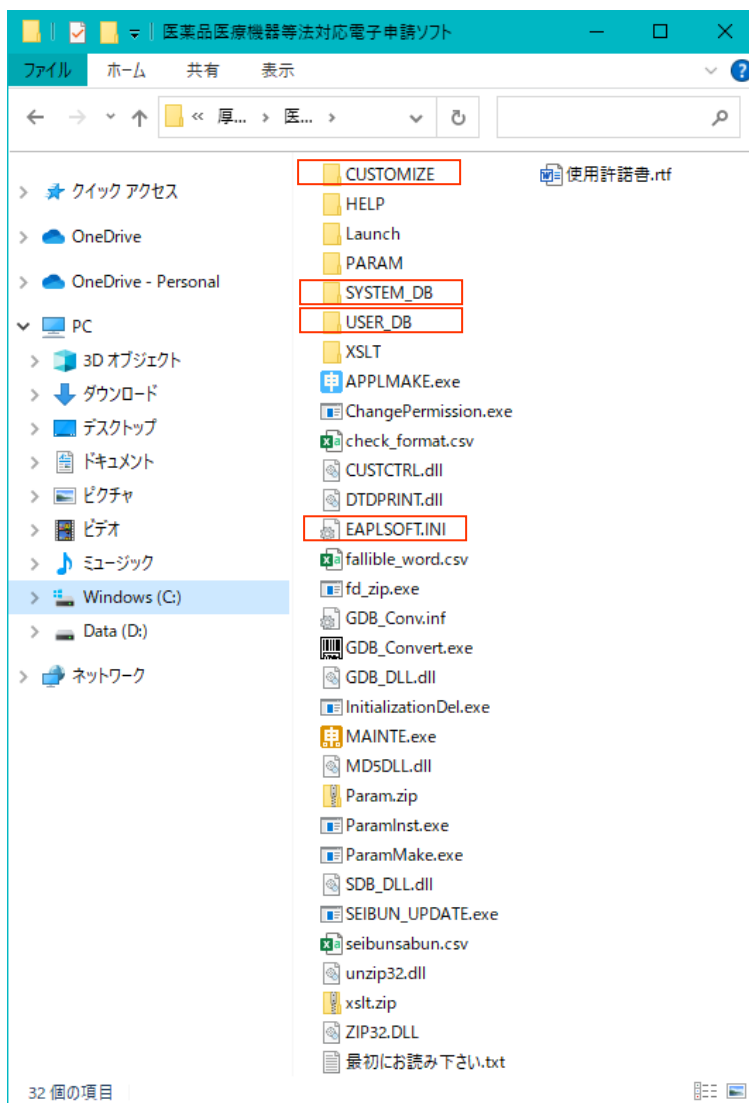 医薬品医療機器等法対応電子申請ソフト
ファイル ホーム 共有 表示
« 厚... › 医... ›
クイック アクセス
OneDrive
OneDrive - Personal
PC
3D オブジェクト
ダウンロード
デスクトップ
ドキュメント
ピクチャ
ビデオ
ミュージック
Windows (C:)
Data (D:)
ネットワーク
CUSTOMIZE
HELP
Launch
PARAM
SYSTEM_DB
USER_DB
XSLT
APPLMAKE.exe
ChangePermission.exe
check_format.csv
CUSTCTRL.dll
DTDPRINT.dll
EAPLSOFT.INI
fallible_word.csv
fd_zip.exe
GDB_Conv.inf
GDB_Convert.exe
GDB_DLL.dll
InitializationDel.exe
MAINTE.exe
MD5DLL.dll
Param.zip
ParamInst.exe
ParamMake.exe
SDB_DLL.dll
SEIBUN_UPDATE.exe
seibunsabun.csv
unzip32.dll
xslt.zip
ZIP32.DLL
最初にお読み下さい.txt
使用許諾書.rtf
32 個の項目